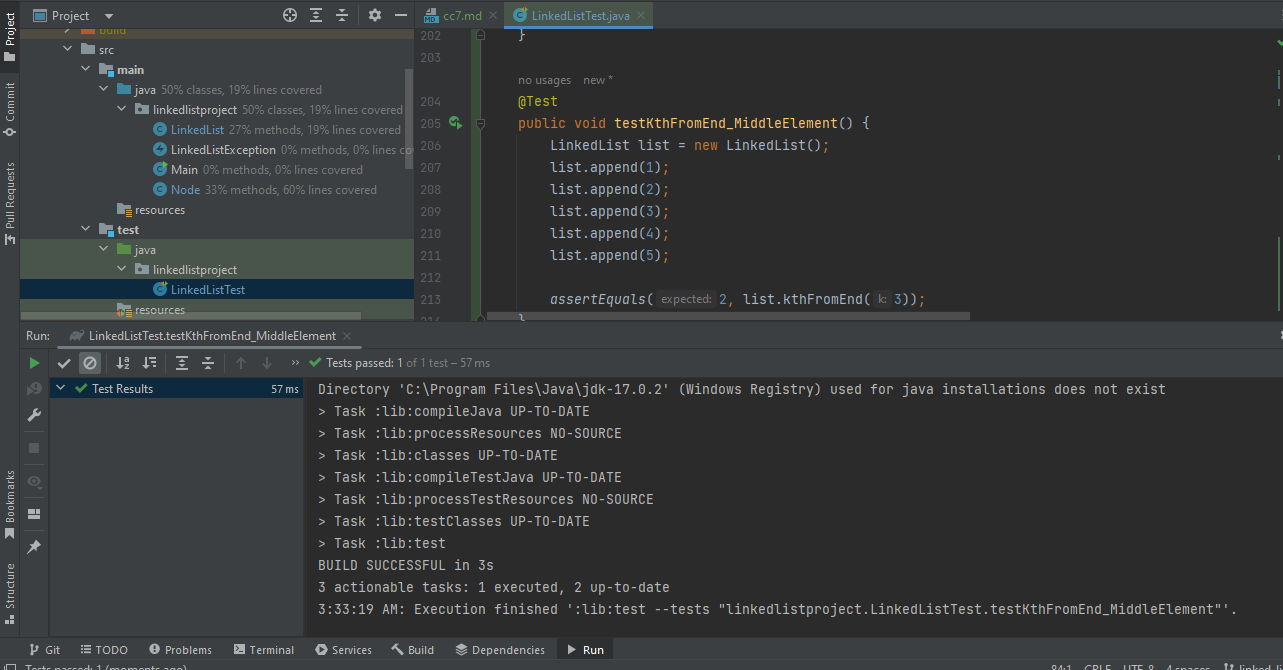 Project
cc7.md
LinkedListTest.java
build
src
main
java 50% classes, 19% lines covered
linkedlistproject 50% classes, 19% lines covered
LinkedList 27% methods, 19% lines covered
LinkedListException 0% methods, 0% lines co
Main 0% methods, 0% lines covered
Node 33% methods, 60% lines covered
resources
test
java
linkedlistproject
LinkedListTest
resources
Project
Commit
Pull Requests
Bookmarks
Structure
202 }
203
no usages new *
204 @Test
205 public void testKthFromEnd_MiddleElement() {
206 LinkedList list = new LinkedList();
207 list.append(1);
208 list.append(2);
209 list.append(3);
210 list.append(4);
211 list.append(5);
212
213 assertEquals( expected: 2, list.kthFromEnd( k: 3));
214 }
Run: LinkedListTest.testKthFromEnd_MiddleElement
» Tests passed: 1 of 1 test – 57 ms
Test Results 57 ms
Directory 'C:\Program Files\Java\jdk-17.0.2' (Windows Registry) used for java installations does not exist
> Task :lib:compileJava UP-TO-DATE
> Task :lib:processResources NO-SOURCE
> Task :lib:classes UP-TO-DATE
> Task :lib:compileTestJava UP-TO-DATE
> Task :lib:processTestResources NO-SOURCE
> Task :lib:testClasses UP-TO-DATE
> Task :lib:test
BUILD SUCCESSFUL in 3s
3 actionable tasks: 1 executed, 2 up-to-date
3:33:19 AM: Execution finished ':lib:test --tests "linkedlistproject.LinkedListTest.testKthFromEnd_MiddleElement"'.
Git TODO Problems Terminal Services Build Dependencies Run
Tests passed: 1 (moments ago) 84:1 CRLF UTF-8 4 spaces linked